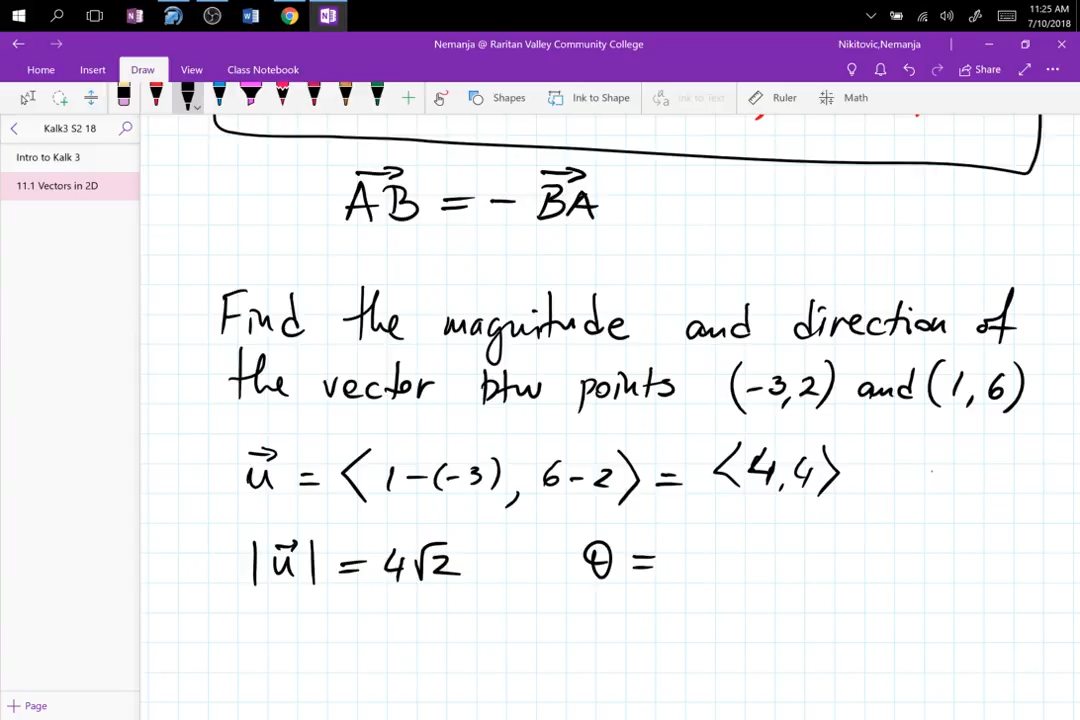 11:25 AM
7/10/2018
Nemanja @ Raritan Valley Community College
Nikitovic,Nemanja
Home Insert Draw View Class Notebook Share
Shapes Ink to Shape Ink to Text Ruler Math
Kalk3 S2 18
Intro to Kalk 3
11.1 Vectors in 2D
AB = - BA
Find the magnitude and direction of
the vector btw points (-3,2) and (1, 6)
u = ⟨ 1-(-3), 6-2 ⟩ = ⟨4,4⟩
|u| = 4√2 θ =
+ Page